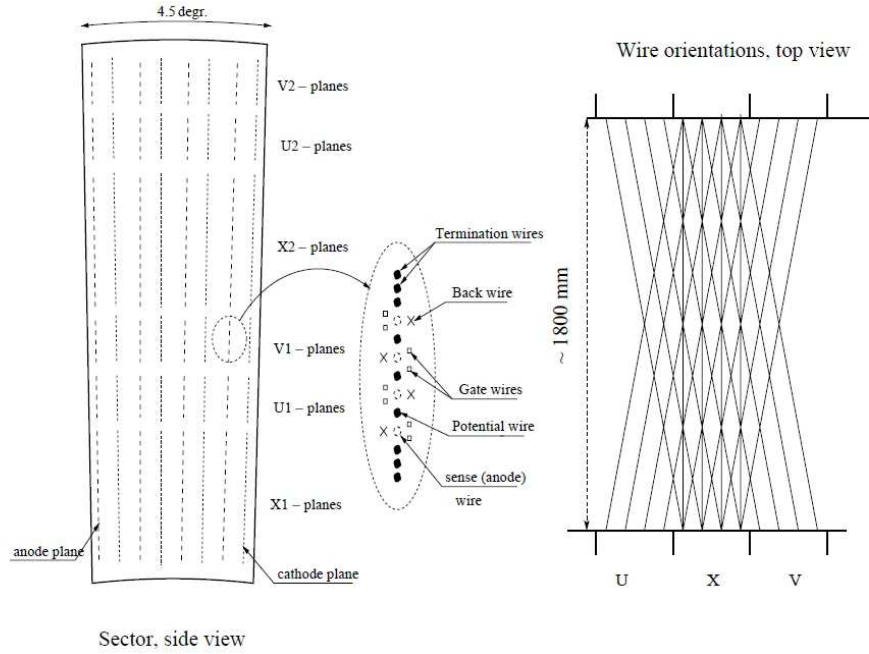 4.5 degr.
V2 – planes
U2 – planes
X2 – planes
V1 – planes
U1 – planes
X1 – planes
anode plane
cathode plane
Sector, side view
Termination wires
Back wire
Gate wires
Potential wire
sense (anode)
wire
Wire orientations, top view
~ 1800 mm
U X V